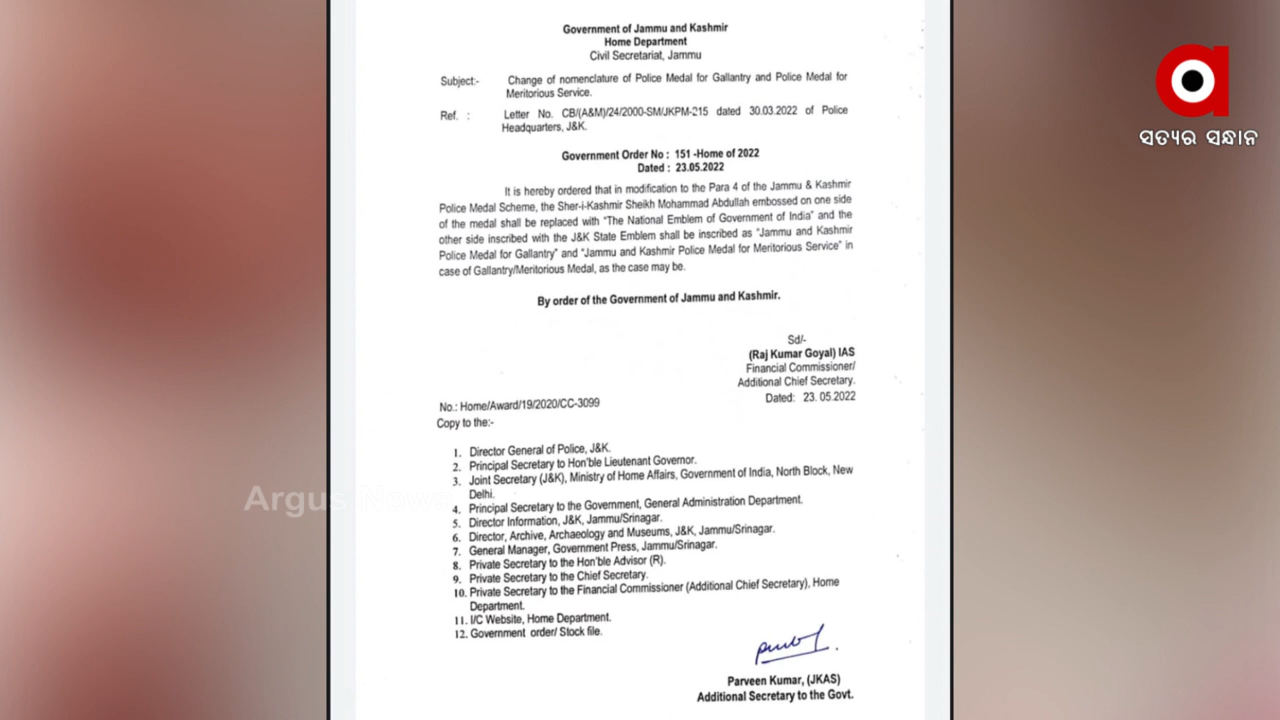 Government of Jammu and Kashmir
Home Department
Civil Secretariat, Jammu
Subject:- Change of nomenclature of Police Medal for Gallantry and Police Medal for
Meritorious Service.
Ref. : Letter No. CB/(A&M)/24/2000-SM/JKPM-215 dated 30.03.2022 of Police
Headquarters, J&K.
Government Order No : 151 -Home of 2022
Dated : 23.05.2022
It is hereby ordered that in modification to the Para 4 of the Jammu & Kashmir
Police Medal Scheme, the Sher-i-Kashmir Sheikh Mohammad Abdullah embossed on one side
of the medal shall be replaced with "The National Emblem of Government of India" and the
other side inscribed with the J&K State Emblem shall be inscribed as "Jammu and Kashmir
Police Medal for Gallantry" and "Jammu and Kashmir Police Medal for Meritorious Service" in
case of Gallantry/Meritorious Medal, as the case may be.
By order of the Government of Jammu and Kashmir.
Sd/-
(Raj Kumar Goyal) IAS
Financial Commissioner/
Additional Chief Secretary.
No.: Home/Award/19/2020/CC-3099 Dated: 23. 05.2022
Copy to the:-
1. Director General of Police, J&K.
2. Principal Secretary to Hon'ble Lieutenant Governor.
3. Joint Secretary (J&K), Ministry of Home Affairs, Government of India, North Block, New
Delhi.
4. Principal Secretary to the Government, General Administration Department.
5. Director Information, J&K, Jammu/Srinagar.
6. Director, Archive, Archaeology and Museums, J&K, Jammu/Srinagar.
7. General Manager, Government Press, Jammu/Srinagar.
8. Private Secretary to the Hon'ble Advisor (R).
9. Private Secretary to the Chief Secretary.
10. Private Secretary to the Financial Commissioner (Additional Chief Secretary), Home
Department.
11. I/C Website, Home Department.
12. Government order/ Stock file.
Parveen Kumar, (JKAS)
Additional Secretary to the Govt.
ସତ୍ୟର ସନ୍ଧାନ
Argus News